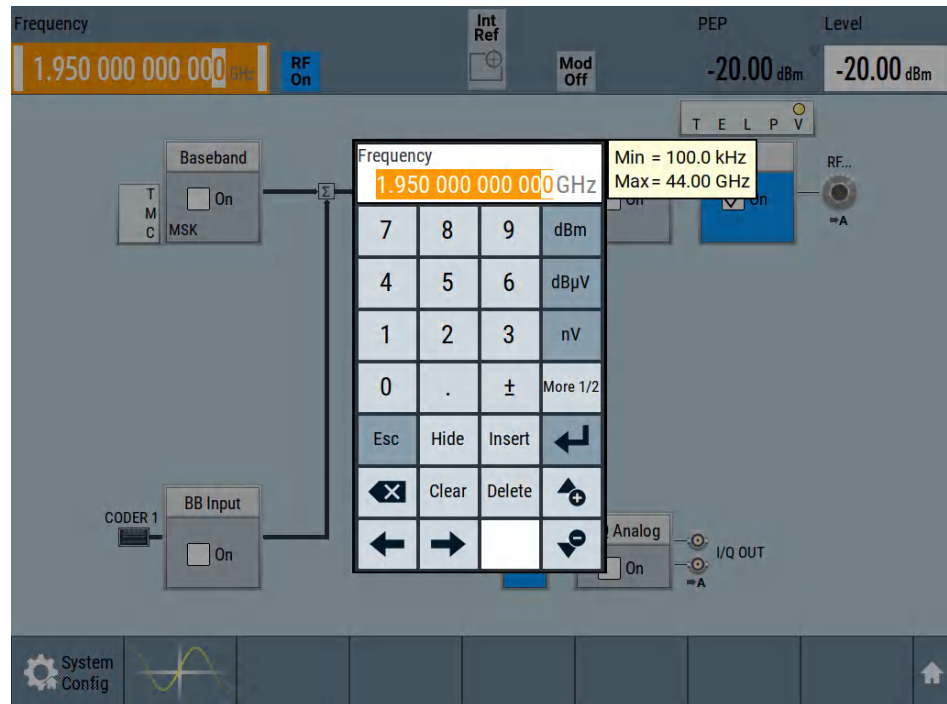 Frequency
Int
Ref
PEP
Level
1.950 000 000 000 GHz
RF
On
Mod
Off
-20.00 dBm
-20.00 dBm
T E L P V
Baseband
On
T
M
C
MSK
Σ
Frequency
1.950 000 000 000 GHz
Min = 100.0 kHz
Max = 44.00 GHz
On
On
RF...
⇒A
7 8 9 dBm
4 5 6 dBµV
1 2 3 nV
0 . ± More 1/2
Esc Hide Insert
Clear Delete
CODER 1
BB Input
On
Analog
On
I/Q OUT
⇒A
System
Config